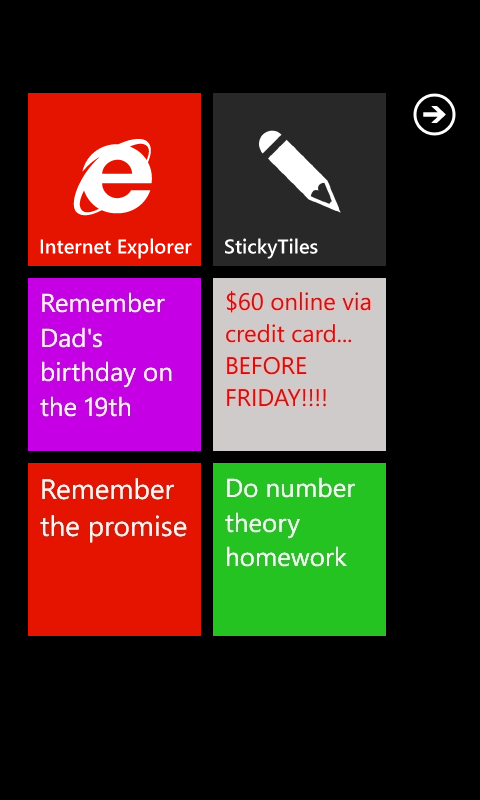 Internet Explorer
StickyTiles
Remember
Dad's
birthday on
the 19th
$60 online via
credit card...
BEFORE
FRIDAY!!!!
Remember
the promise
Do number
theory
homework